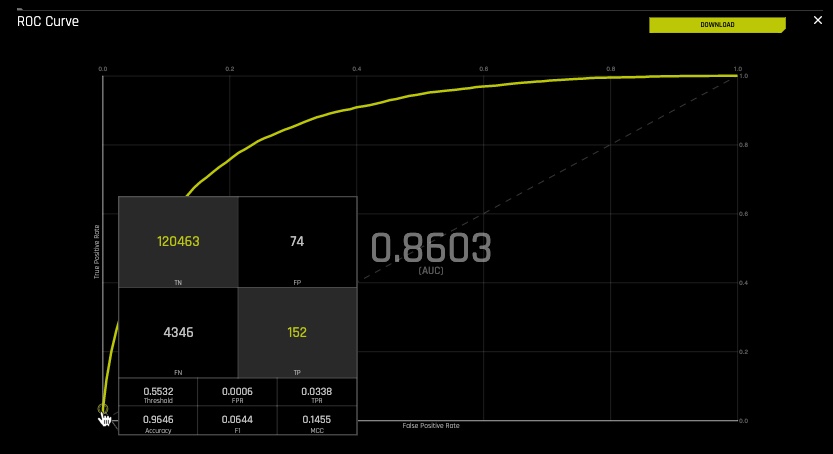 ROC Curve
DOWNLOAD
0.0 0.2 0.4 0.6 0.8 1.0
1.0
0.8
0.6
0.4
0.2
0.0
True Positive Rate
120463
TN
74
FP
4346
FN
152
TP
0.5532
Threshold
0.0006
FPR
0.0338
TPR
0.9646
Accuracy
0.0644
F1
0.1455
MCC
0.8603
(AUC)
False Positive Rate